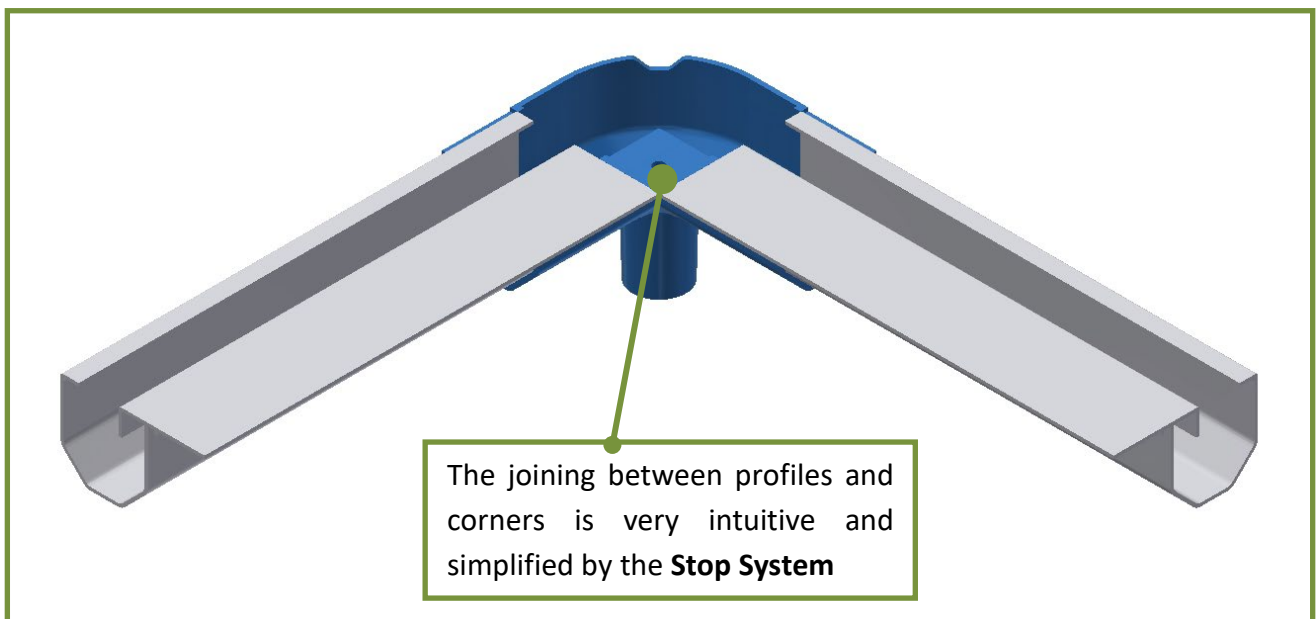 The joining between profiles and
corners is very intuitive and
simplified by the Stop System